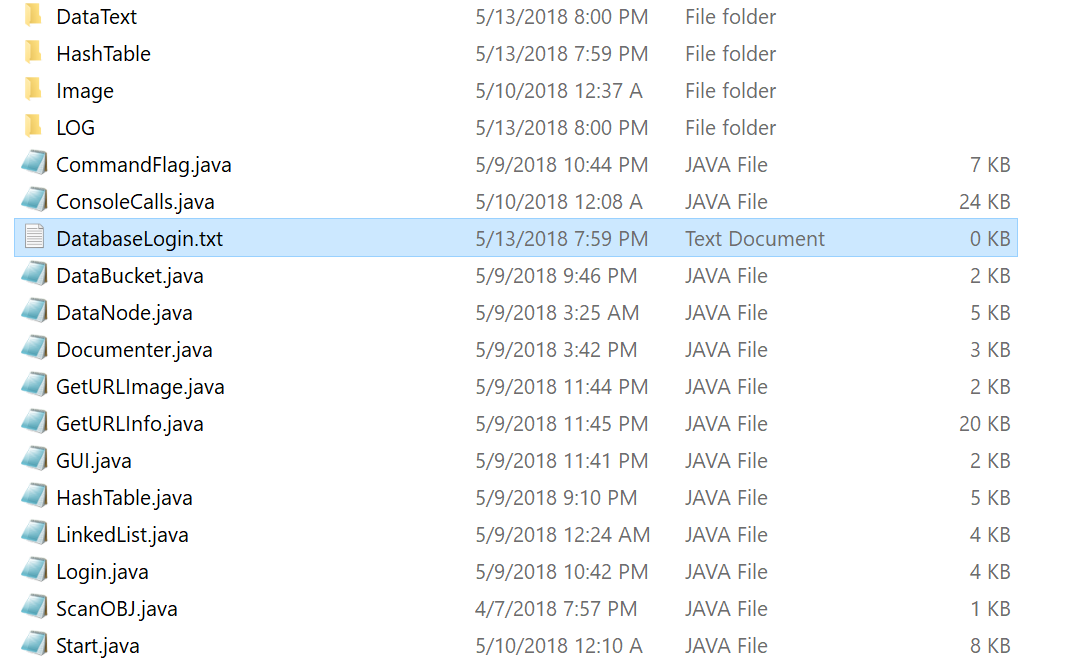 DataText 5/13/2018 8:00 PM File folder
HashTable 5/13/2018 7:59 PM File folder
Image 5/10/2018 12:37 A File folder
LOG 5/13/2018 8:00 PM File folder
CommandFlag.java 5/9/2018 10:44 PM JAVA File 7 KB
ConsoleCalls.java 5/10/2018 12:08 A JAVA File 24 KB
DatabaseLogin.txt 5/13/2018 7:59 PM Text Document 0 KB
DataBucket.java 5/9/2018 9:46 PM JAVA File 2 KB
DataNode.java 5/9/2018 3:25 AM JAVA File 5 KB
Documenter.java 5/9/2018 3:42 PM JAVA File 3 KB
GetURLImage.java 5/9/2018 11:44 PM JAVA File 2 KB
GetURLInfo.java 5/9/2018 11:45 PM JAVA File 20 KB
GUI.java 5/9/2018 11:41 PM JAVA File 2 KB
HashTable.java 5/9/2018 9:10 PM JAVA File 5 KB
LinkedList.java 5/9/2018 12:24 AM JAVA File 4 KB
Login.java 5/9/2018 10:42 PM JAVA File 4 KB
ScanOBJ.java 4/7/2018 7:57 PM JAVA File 1 KB
Start.java 5/10/2018 12:10 A JAVA File 8 KB